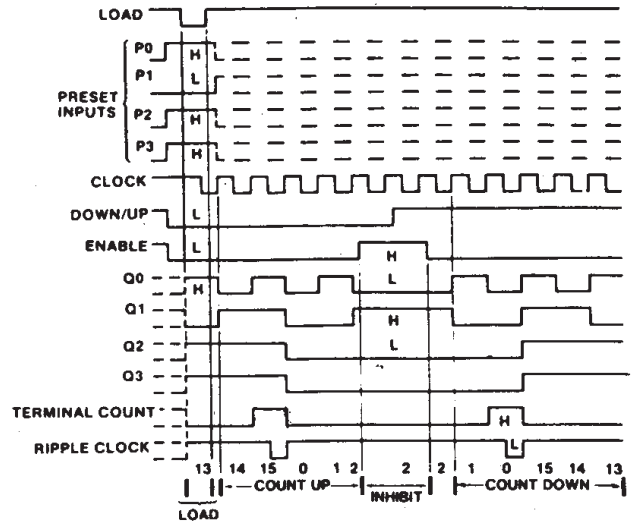 LOAD
P0 H
P1 L
PRESET INPUTS
P2 H
P3 H
CLOCK
DOWN/UP L
ENABLE L H
Q0 H L
Q1 H
Q2 L
Q3
TERMINAL COUNT H
RIPPLE CLOCK L
13 14 15 0 1 2 2 2 1 0 15 14 13
COUNT UP INHIBIT COUNT DOWN
LOAD